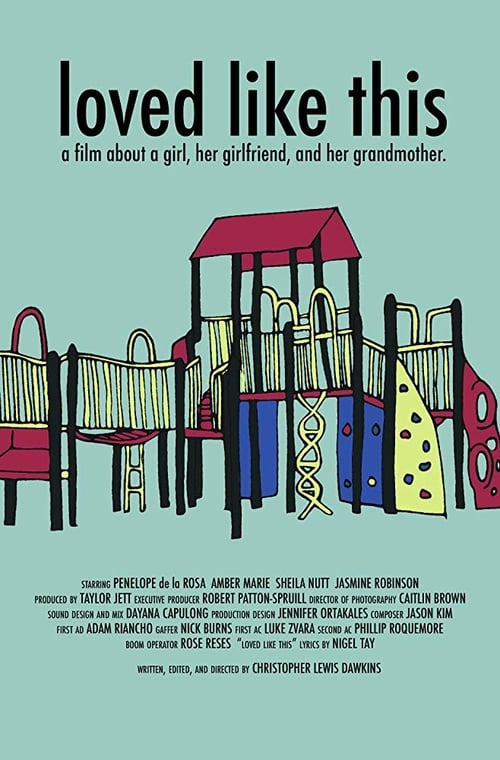 loved like this
a film about a girl, her girlfriend, and her grandmother.
STARRING PENELOPE de la ROSA AMBER MARIE SHEILA NUTT JASMINE ROBINSON
PRODUCED BY TAYLOR JETT EXECUTIVE PRODUCER ROBERT PATTON-SPRUILL DIRECTOR OF PHOTOGRAPHY CAITLIN BROWN
SOUND DESIGN AND MIX DAYANA CAPULONG PRODUCTION DESIGN JENNIFER ORTAKALES COMPOSER JASON KIM
FIRST AD ADAM RIANCHO GAFFER NICK BURNS FIRST AC LUKE ZVARA SECOND AC PHILLIP ROQUEMORE
BOOM OPERATOR ROSE RESES "LOVED LIKE THIS" LYRICS BY NIGEL TAY
WRITTEN, EDITED, AND DIRECTED BY CHRISTOPHER LEWIS DAWKINS